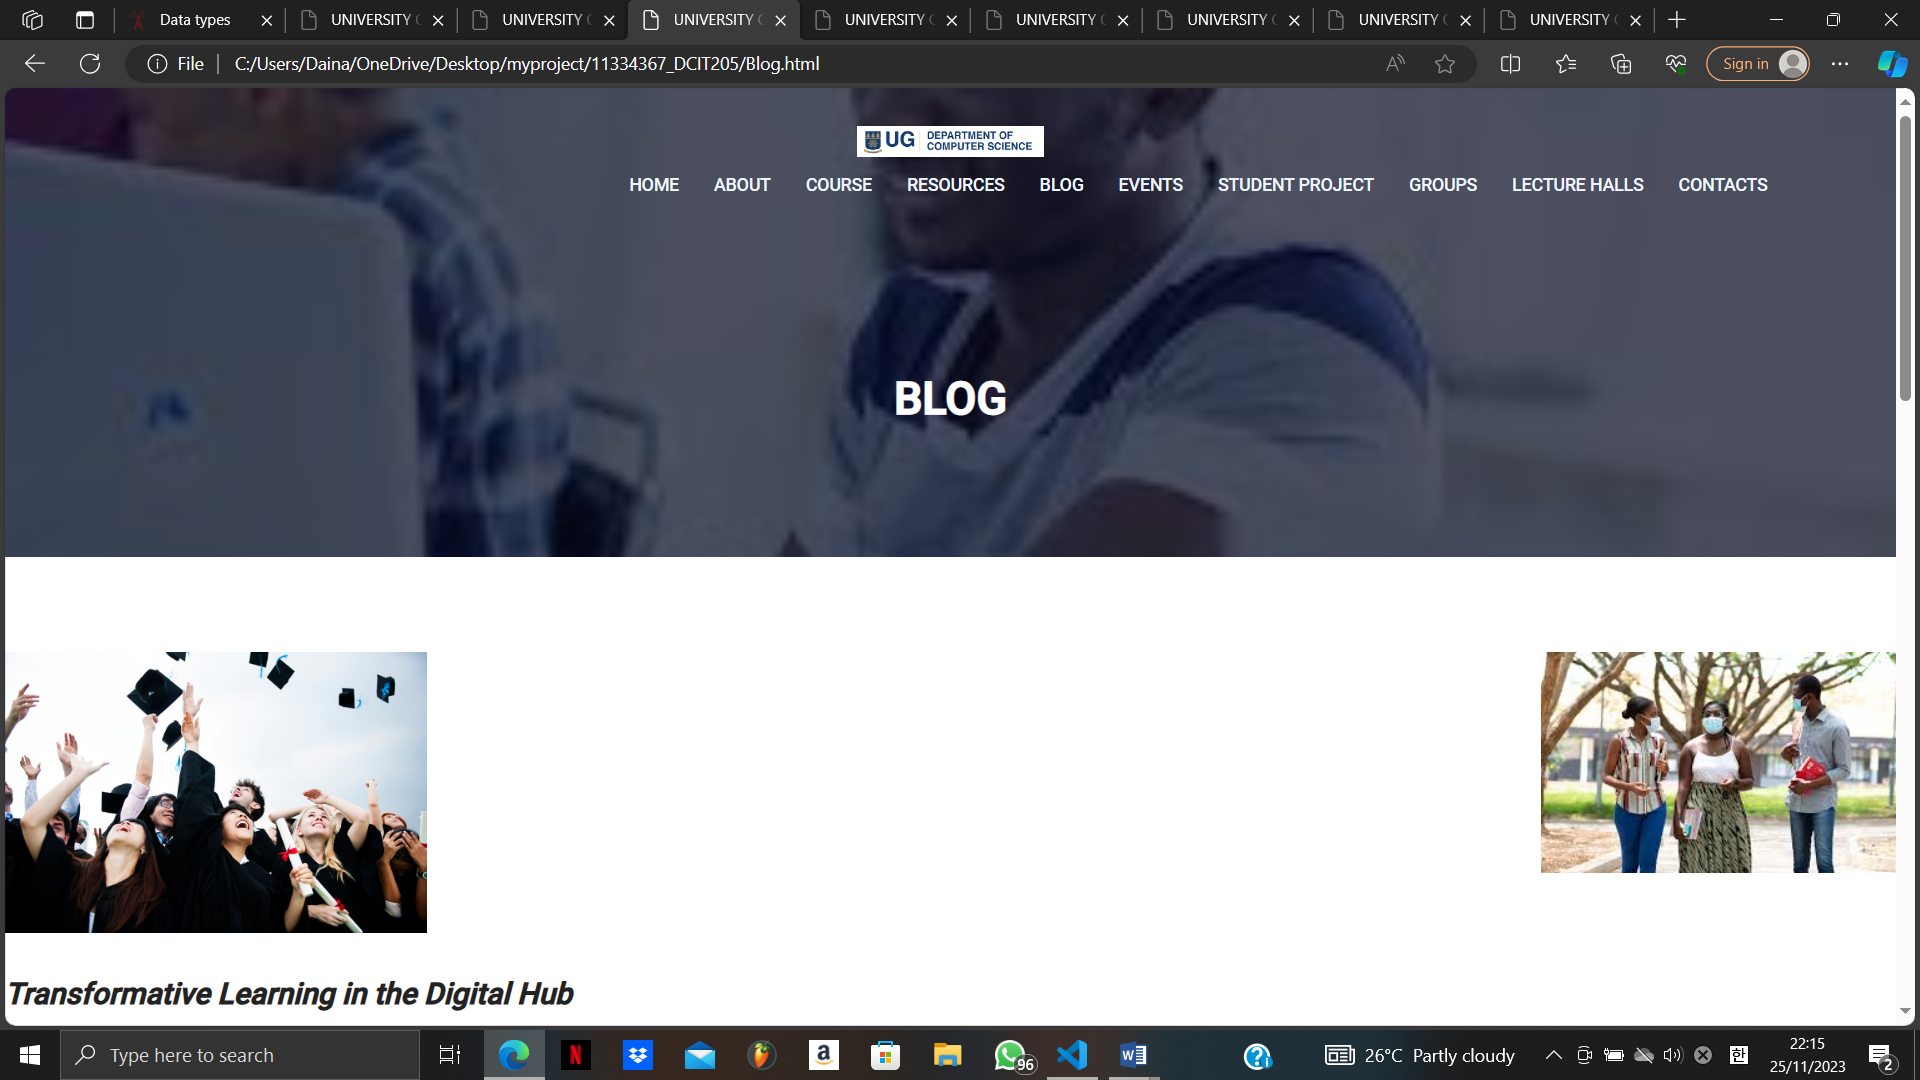 Data types
UNIVERSITY
UNIVERSITY
UNIVERSITY
UNIVERSITY
UNIVERSITY
UNIVERSITY
UNIVERSITY
UNIVERSITY
File
C:/Users/Daina/OneDrive/Desktop/myproject/11334367_DCIT205/Blog.html
Sign in
UG DEPARTMENT OF
COMPUTER SCIENCE
HOME ABOUT COURSE RESOURCES BLOG EVENTS STUDENT PROJECT GROUPS LECTURE HALLS CONTACTS
BLOG
Transformative Learning in the Digital Hub
Type here to search
96
26°C Partly cloudy
한
22:15
25/11/2023
2